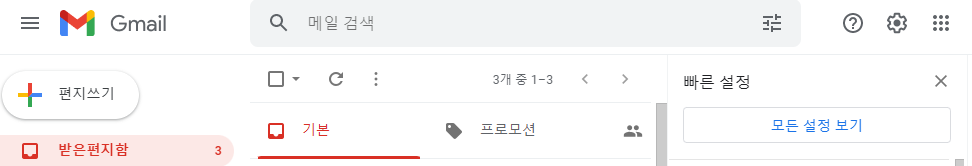 Gmail
메일 검색
편지쓰기
3개 중 1–3
빠른 설정
모든 설정 보기
기본
프로모션
받은편지함
3